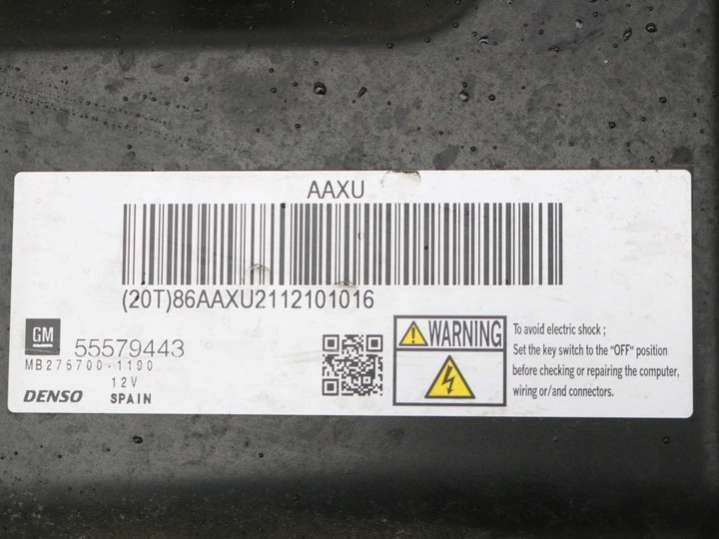 AAXU
(20T)86AAXU2112101016
GM
55579443
MB275700-1190
12V
DENSO
SPAIN
WARNING
To avoid electric shock ;
Set the key switch to the "OFF" position
before checking or repairing the computer,
wiring or/and connectors.